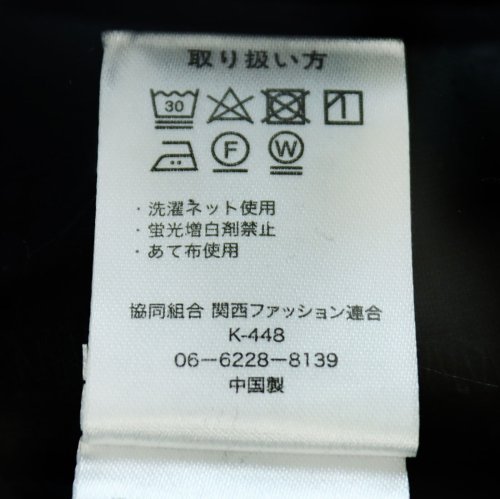 取り扱い方
30
F W
・洗濯ネット使用
・蛍光増白剤禁止
・あて布使用
協同組合 関西ファッション連合
K-448
06-6228-8139
中国製